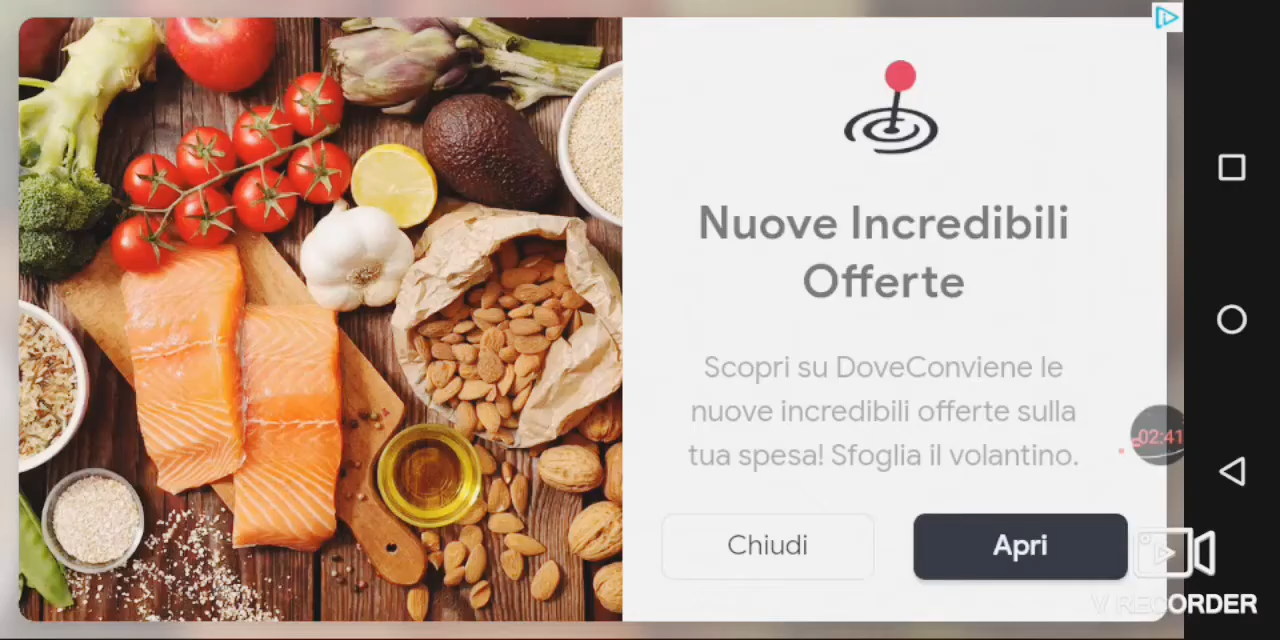 Nuove Incredibili
Offerte
Scopri su DoveConviene le
nuove incredibili offerte sulla
tua spesa! Sfoglia il volantino.
02:41
Chiudi
Apri
V RECORDER